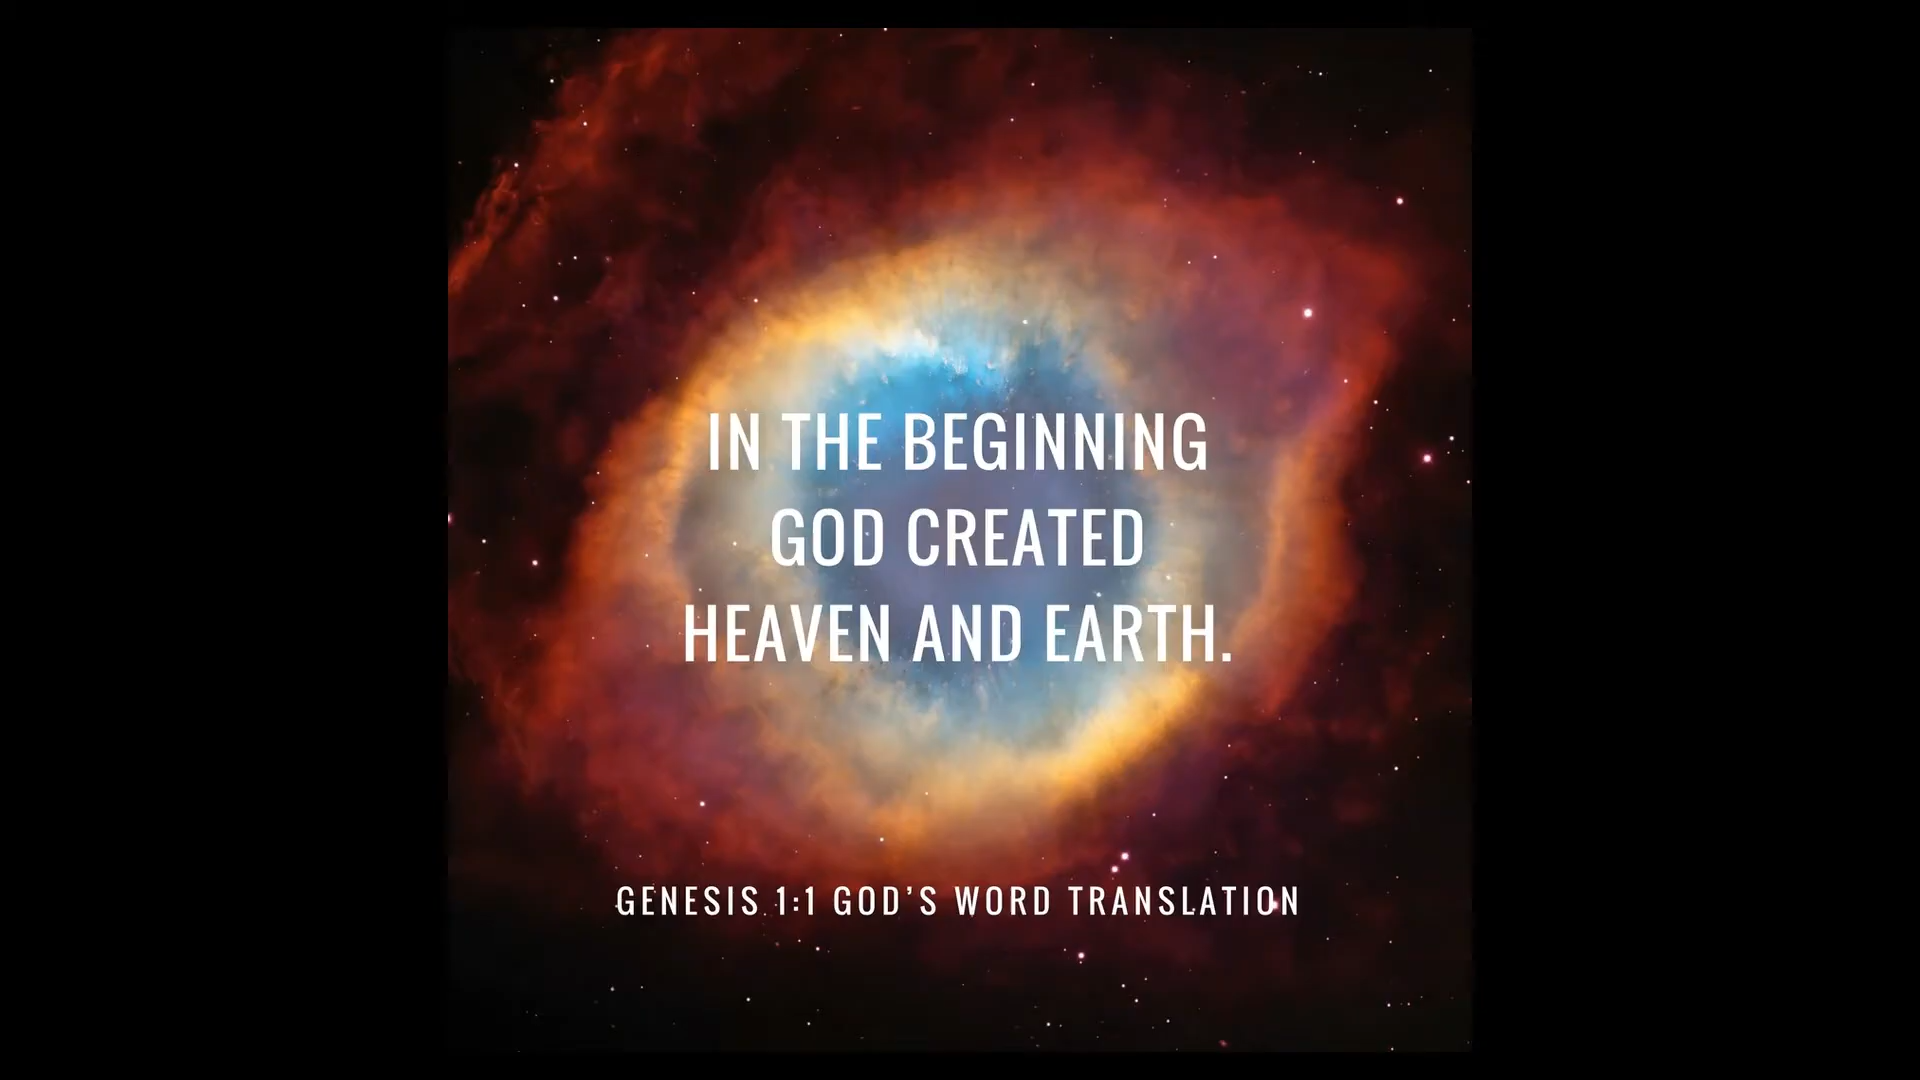 IN THE BEGINNING
GOD CREATED
HEAVEN AND EARTH.
GENESIS 1:1 GOD’S WORD TRANSLATION